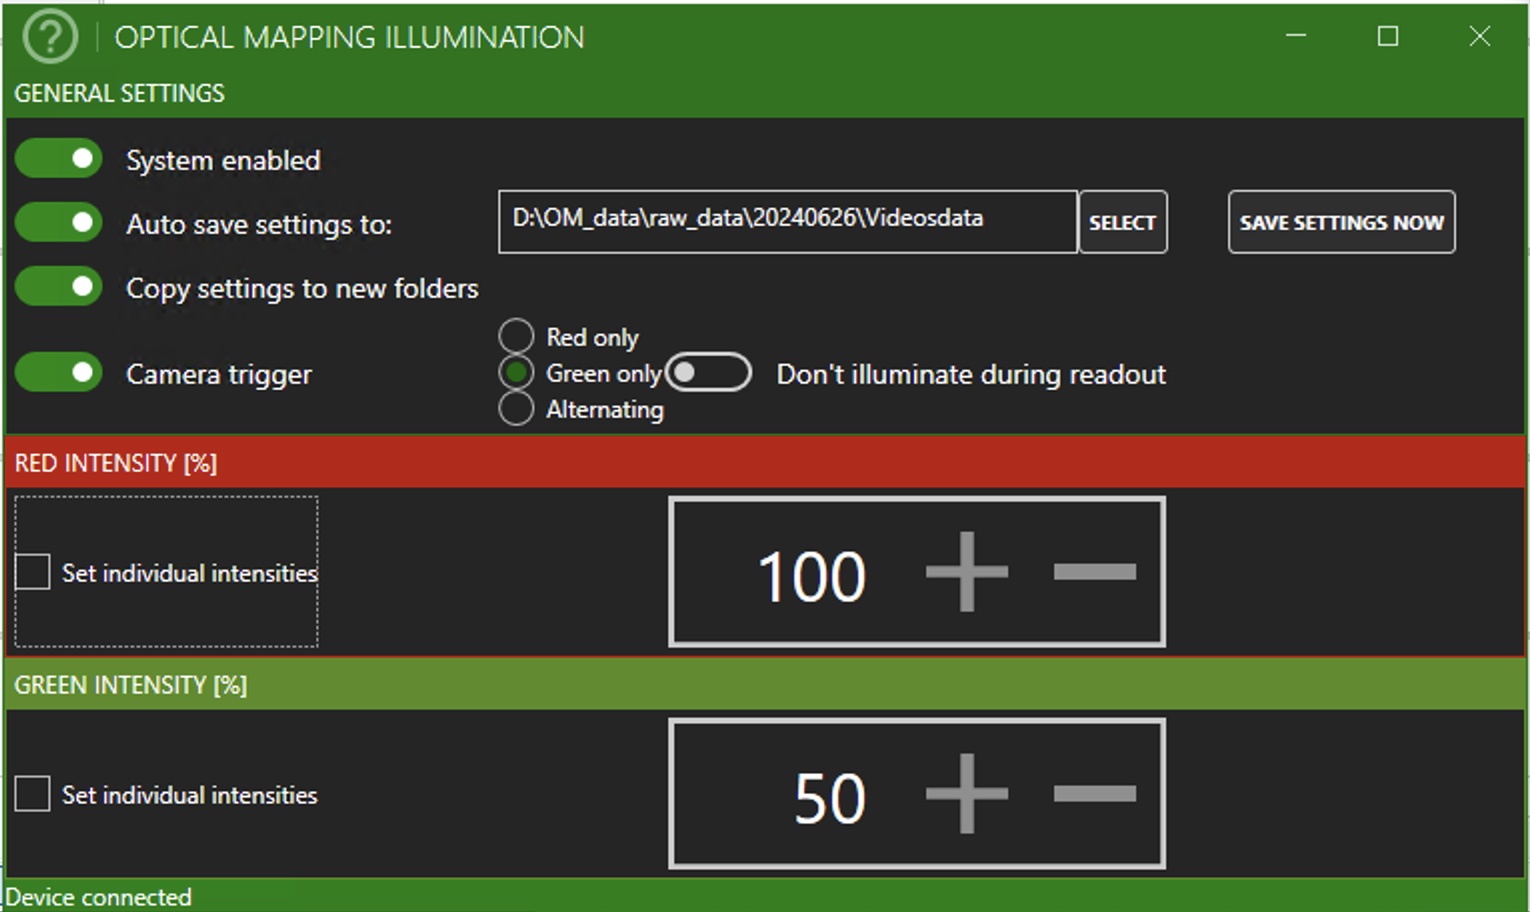 OPTICAL MAPPING ILLUMINATION
GENERAL SETTINGS
System enabled
Auto save settings to:
D:\OM_data\raw_data\20240626\Videosdata
SELECT
SAVE SETTINGS NOW
Copy settings to new folders
Camera trigger
Red only
Green only
Alternating
Don't illuminate during readout
RED INTENSITY [%]
Set individual intensities
100
GREEN INTENSITY [%]
Set individual intensities
50
Device connected